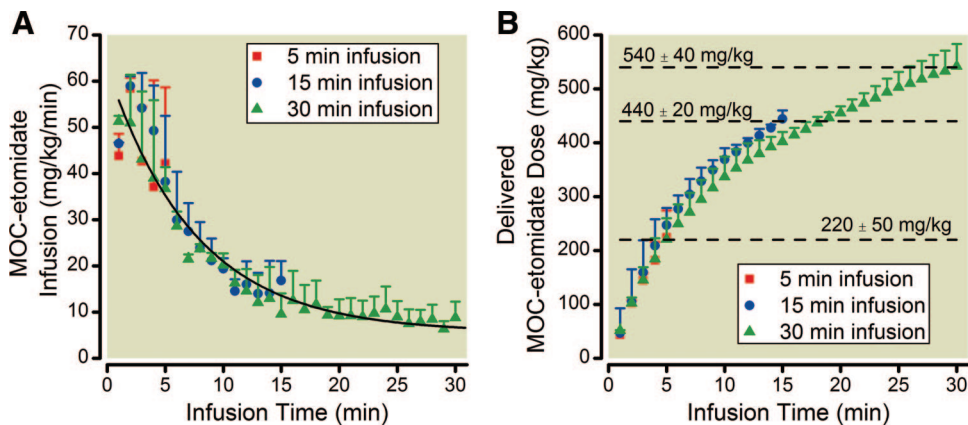 A
MOC-etomidate
Infusion (mg/kg/min)
70
60
50
40
30
20
10
0
5 min infusion
15 min infusion
30 min infusion
0 5 10 15 20 25 30
Infusion Time (min)
B
Delivered
MOC-etomidate Dose (mg/kg)
600
500
400
300
200
100
0
540 ± 40 mg/kg
440 ± 20 mg/kg
220 ± 50 mg/kg
5 min infusion
15 min infusion
30 min infusion
0 5 10 15 20 25 30
Infusion Time (min)